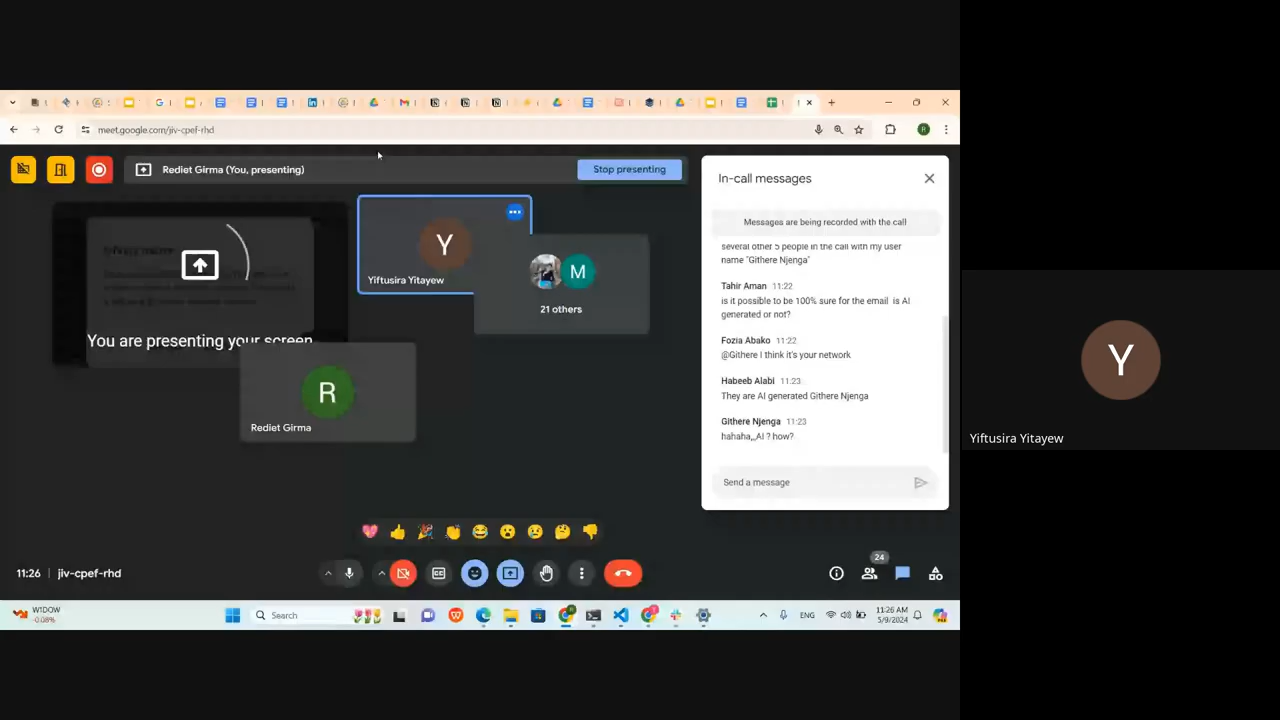 meet.google.com/jiv-cpef-rhd
Rediet Girma (You, presenting)
Stop presenting
You are presenting your screen
Y
Yiftusira Yitayew
M
21 others
R
Rediet Girma
In-call messages
Messages are being recorded with the call
several other 5 people in the call with my user
name "Githere Njenga"
Tahir Aman 11:22
is it possible to be 100% sure for the email is AI
generated or not?
Fozia Abako 11:22
@Githere I think it's your network
Habeeb Alabi 11:23
They are AI generated Githere Njenga
Githere Njenga 11:23
hahaha,,,AI ? how?
Send a message
11:26 jiv-cpef-rhd
24
W1DOW
-0.08%
Search
ENG
11:26 AM
5/9/2024
Y
Yiftusira Yitayew